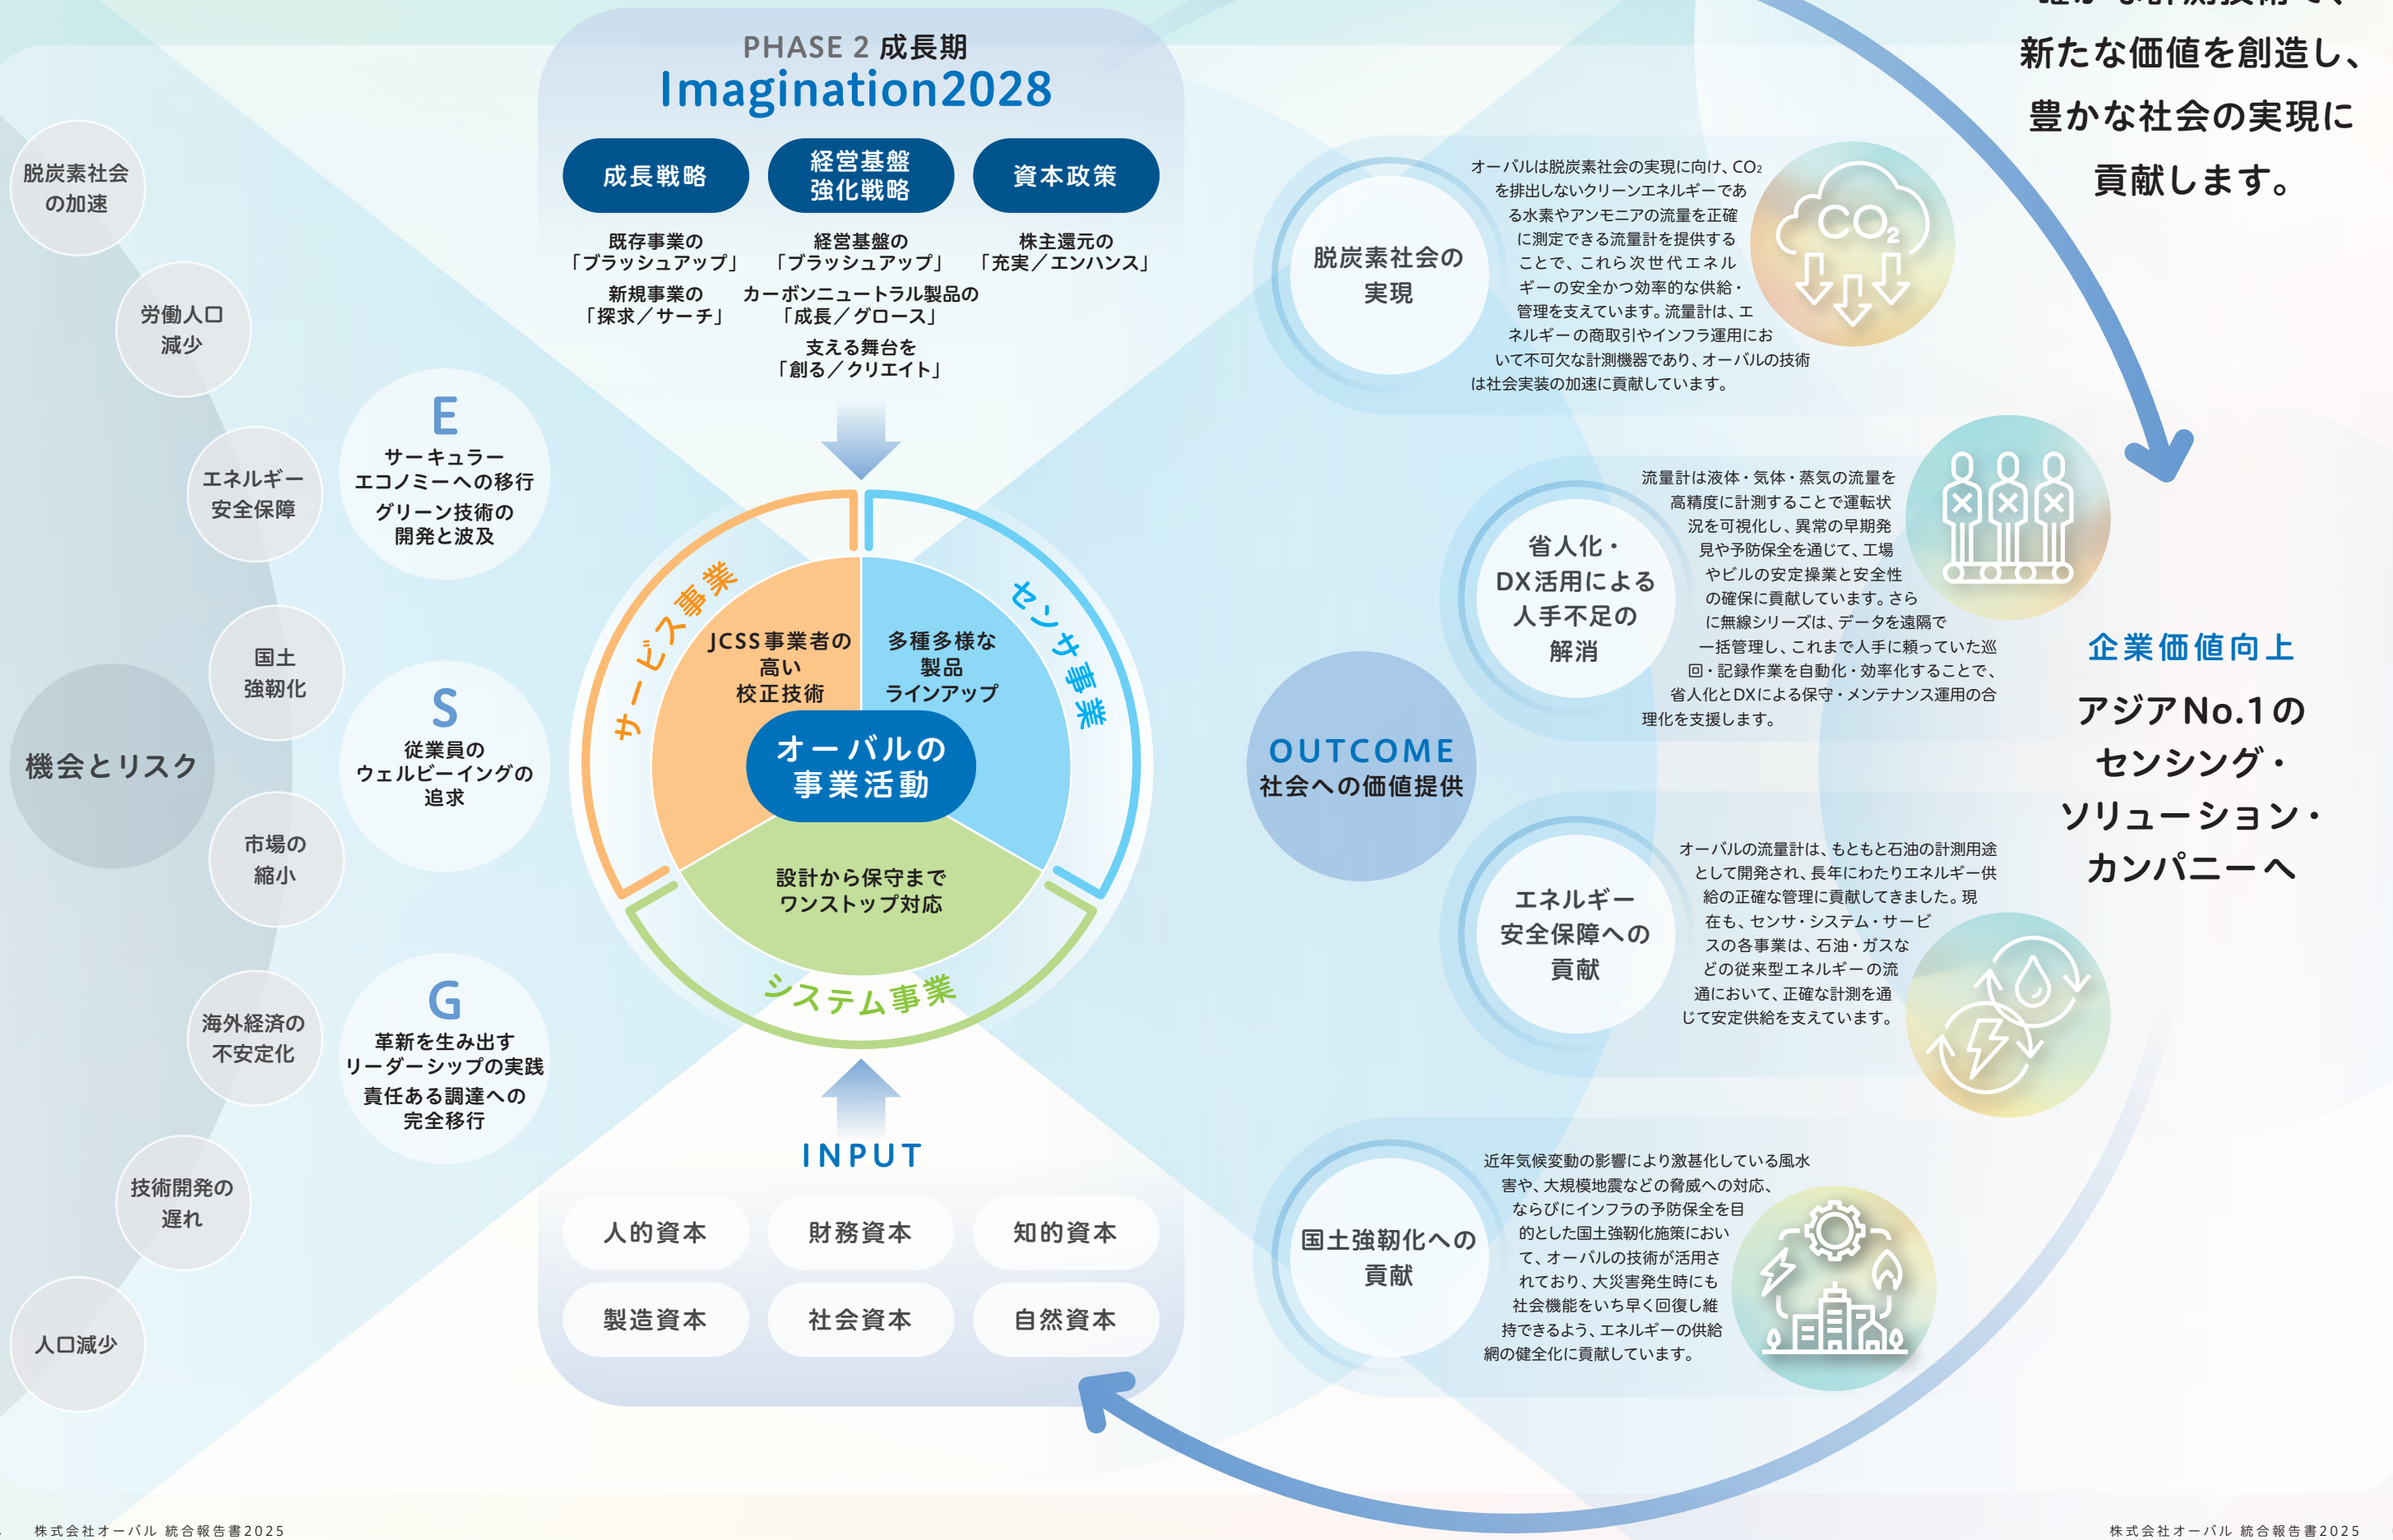 新たな価値を創造し、
豊かな社会の実現に
貢献します。
PHASE 2 成長期
Imagination2028
成長戦略
既存事業の
「ブラッシュアップ」
新規事業の
「探求／サーチ」
経営基盤
強化戦略
経営基盤の
「ブラッシュアップ」
カーボンニュートラル製品の
「成長／グロース」
支える舞台を
「創る／クリエイト」
資本政策
株主還元の
「充実／エンハンス」
機会とリスク
脱炭素社会
の加速
労働人口
減少
エネルギー
安全保障
国土
強靭化
市場の
縮小
海外経済の
不安定化
技術開発の
遅れ
人口減少
E
サーキュラー
エコノミーへの移行
グリーン技術の
開発と波及
S
従業員の
ウェルビーイングの
追求
G
革新を生み出す
リーダーシップの実践
責任ある調達への
完全移行
サービス事業
JCSS事業者の
高い
校正技術
センサ事業
多種多様な
製品
ラインアップ
オーバルの
事業活動
設計から保守まで
ワンストップ対応
システム事業
INPUT
人的資本
財務資本
知的資本
製造資本
社会資本
自然資本
OUTCOME
社会への価値提供
脱炭素社会の
実現
オーバルは脱炭素社会の実現に向け、CO₂
を排出しないクリーンエネルギーであ
る水素やアンモニアの流量を正確
に測定できる流量計を提供する
ことで、これら次世代エネル
ギーの安全かつ効率的な供給・
管理を支えています。流量計は、エ
ネルギーの商取引やインフラ運用にお
いて不可欠な計測機器であり、オーバルの技術
は社会実装の加速に貢献しています。
CO₂
省人化・
DX活用による
人手不足の
解消
流量計は液体・気体・蒸気の流量を
高精度に計測することで運転状
況を可視化し、異常の早期発
見や予防保全を通じて、工場
やビルの安定操業と安全性
の確保に貢献しています。さら
に無線シリーズは、データを遠隔で
一括管理し、これまで人手に頼っていた巡
回・記録作業を自動化・効率化することで、
省人化とDXによる保守・メンテナンス運用の合
理化を支援します。
エネルギー
安全保障への
貢献
オーバルの流量計は、もともと石油の計測用途
として開発され、長年にわたりエネルギー供
給の正確な管理に貢献してきました。現
在も、センサ・システム・サービ
スの各事業は、石油・ガスな
どの従来型エネルギーの流
通において、正確な計測を通
じて安定供給を支えています。
国土強靭化への
貢献
近年気候変動の影響により激甚化している風水
害や、大規模地震などの脅威への対応、
ならびにインフラの予防保全を目
的とした国土強靭化施策におい
て、オーバルの技術が活用さ
れており、大災害発生時にも
社会機能をいち早く回復し維
持できるよう、エネルギーの供給
網の健全化に貢献しています。
企業価値向上
アジアNo.1の
センシング・
ソリューション・
カンパニーへ
株式会社オーバル 統合報告書2025
株式会社オーバル 統合報告書2025